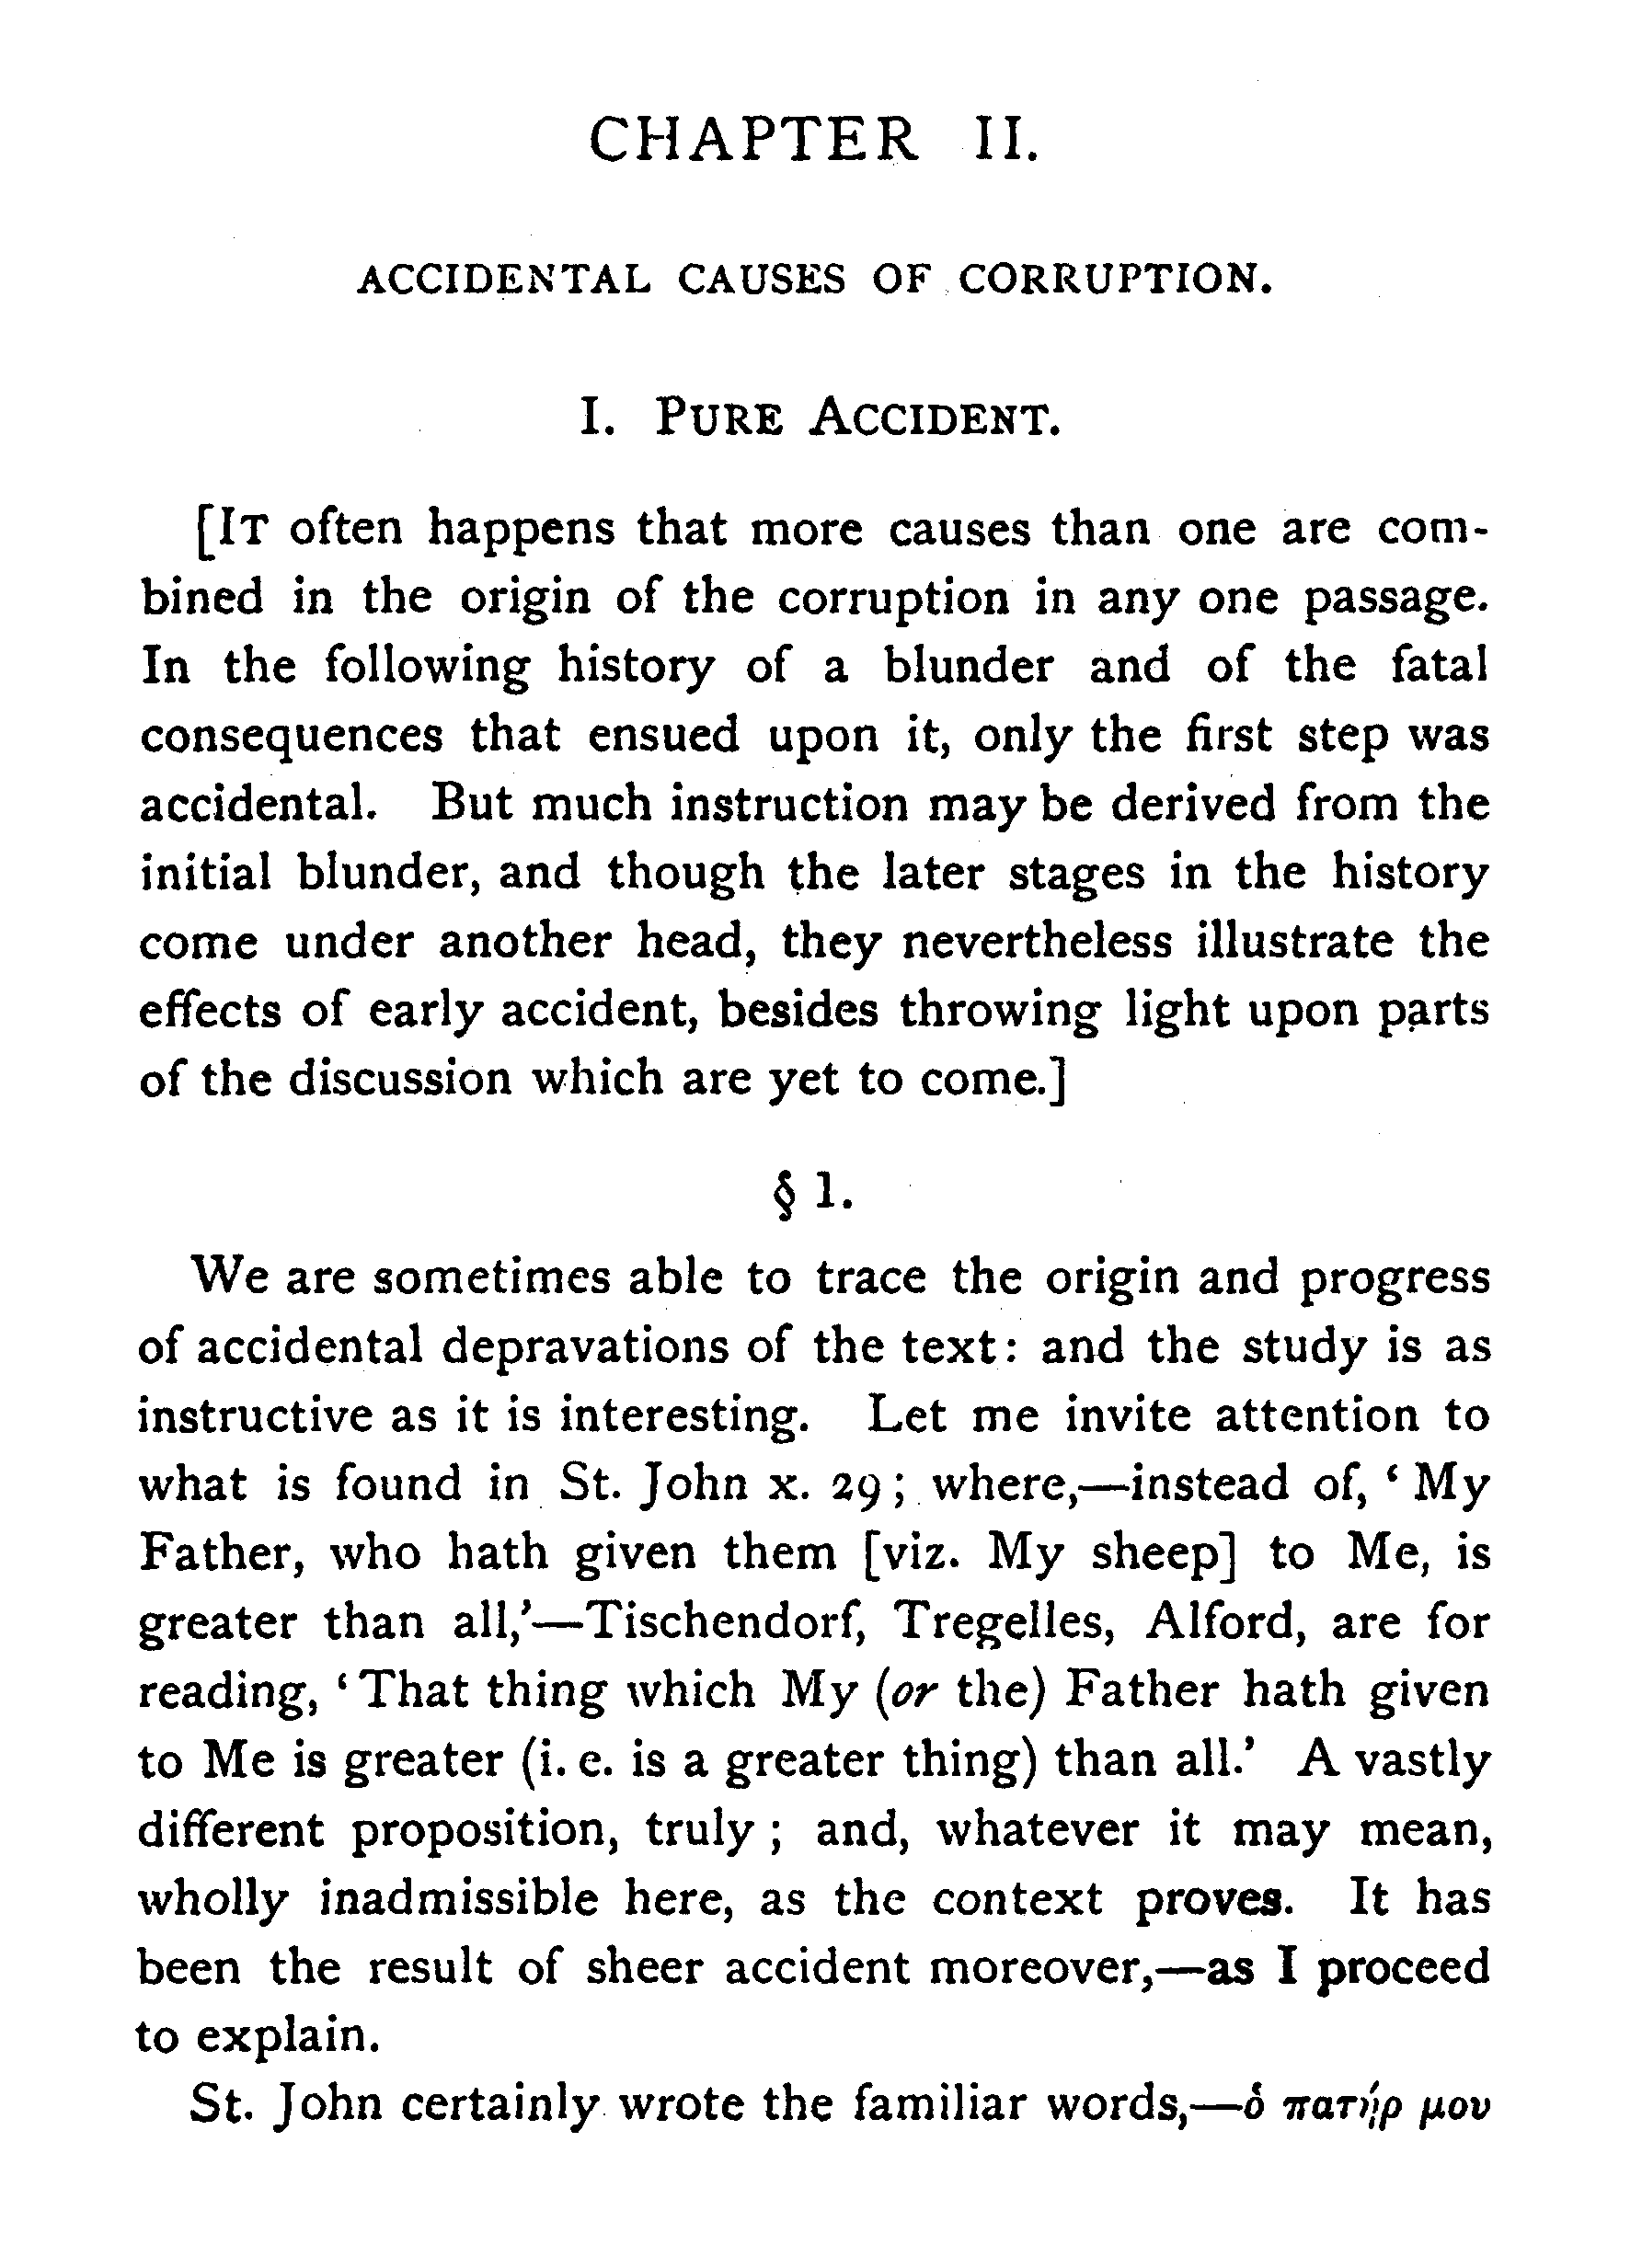 CHAPTER II.
ACCIDENTAL CAUSES OF CORRUPTION.
I. PURE ACCIDENT.
[IT often happens that more causes than one are com-
bined in the origin of the corruption in any one passage.
In the following history of a blunder and of the fatal
consequences that ensued upon it, only the first step was
accidental. But much instruction may be derived from the
initial blunder, and though the later stages in the history
come under another head, they nevertheless illustrate the
effects of early accident, besides throwing light upon parts
of the discussion which are yet to come.]
§ 1.
We are sometimes able to trace the origin and progress
of accidental depravations of the text: and the study is as
instructive as it is interesting. Let me invite attention to
what is found in St. John x. 29; where,—instead of, ‘My
Father, who hath given them [viz. My sheep] to Me, is
greater than all,’—Tischendorf, Tregelles, Alford, are for
reading, ‘That thing which My (or the) Father hath given
to Me is greater (i. e. is a greater thing) than all.’ A vastly
different proposition, truly; and, whatever it may mean,
wholly inadmissible here, as the context proves. It has
been the result of sheer accident moreover,—as I proceed
to explain.
St. John certainly wrote the familiar words,—ὁ πατήρ μου